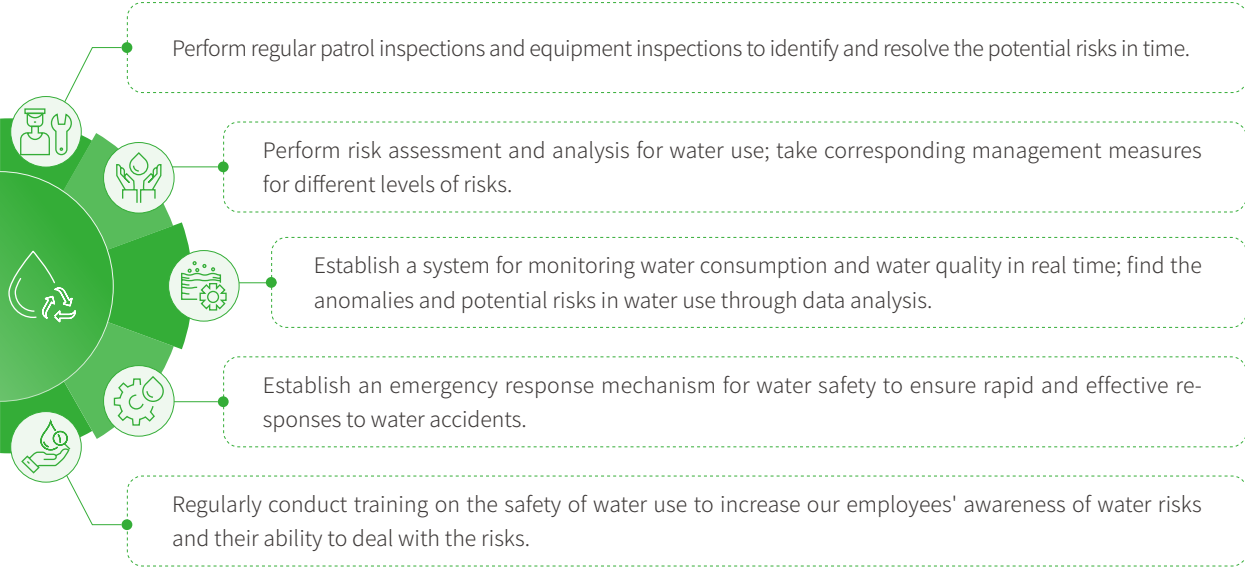 Perform regular patrol inspections and equipment inspections to identify and resolve the potential risks in time.
Perform risk assessment and analysis for water use; take corresponding management measures
for different levels of risks.
Establish a system for monitoring water consumption and water quality in real time; find the
anomalies and potential risks in water use through data analysis.
Establish an emergency response mechanism for water safety to ensure rapid and effective re-
sponses to water accidents.
Regularly conduct training on the safety of water use to increase our employees' awareness of water risks
and their ability to deal with the risks.